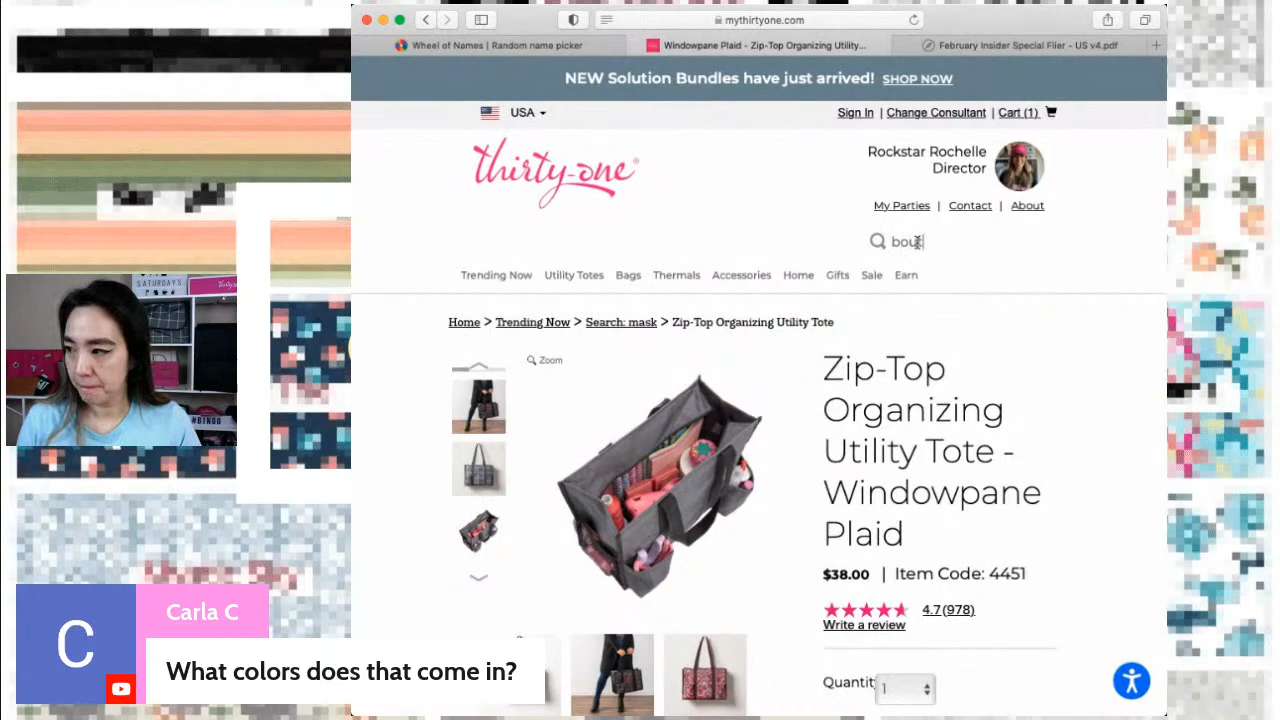 mythirtyone.com
Wheel of Names | Random name picker
Windowpane Plaid - Zip-Top Organizing Utility...
February Insider Special Flier - US v4.pdf
NEW Solution Bundles have just arrived! SHOP NOW
USA
Sign In | Change Consultant | Cart (1)
thirty-one
Rockstar Rochelle
Director
My Parties | Contact | About
bout
Trending Now Utility Totes Bags Thermals Accessories Home Gifts Sale Earn
Home > Trending Now > Search: mask > Zip-Top Organizing Utility Tote
Zoom
Zip-Top
Organizing
Utility Tote -
Windowpane
Plaid
$38.00 | Item Code: 4451
4.7 (978)
Write a review
Quantity
1
SATURDAYS
#BINGO
C
Carla C
What colors does that come in?